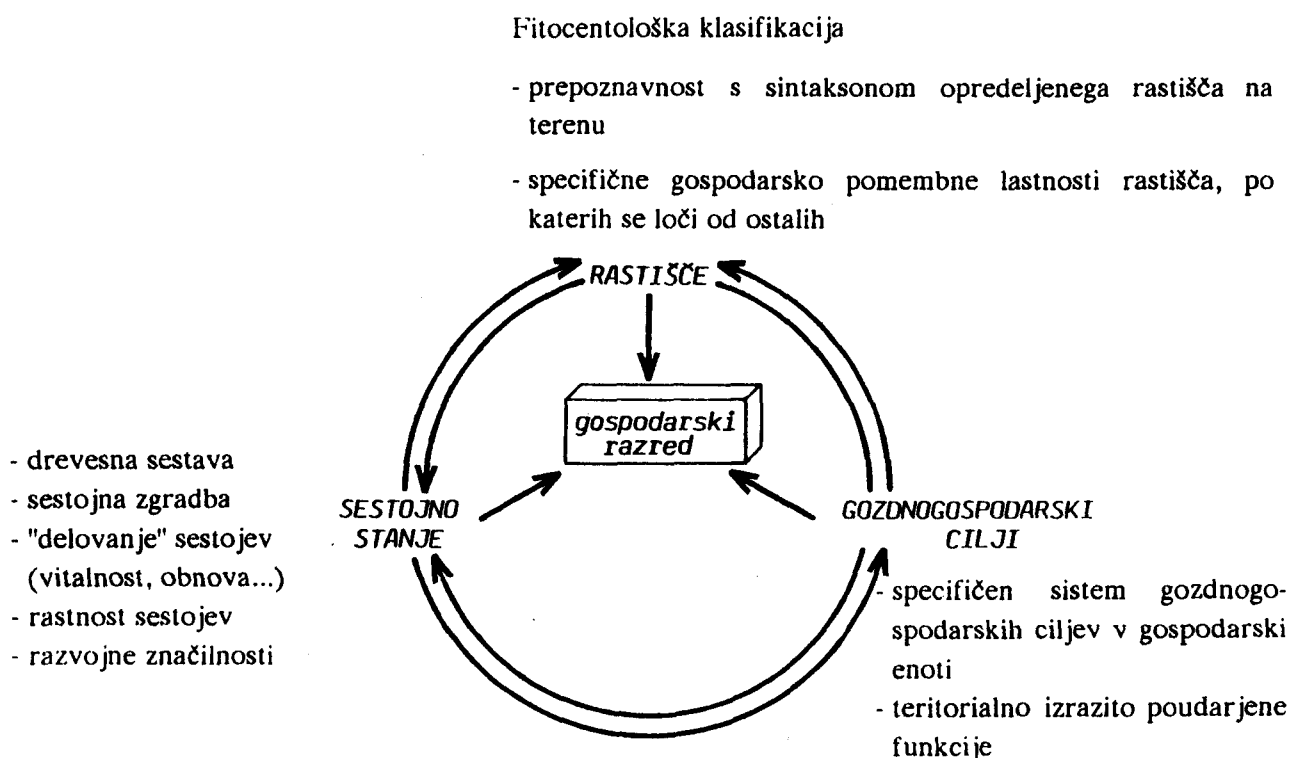 Fitocentološka klasifikacija
- prepoznavnost s sintaksonom opredeljenega rastišča na
terenu
- specifične gospodarsko pomembne lastnosti rastišča, po
katerih se loči od ostalih
RASTIŠČE
gospodarski
razred
- drevesna sestava
- sestojna zgradba
- "delovanje" sestojev
(vitalnost, obnova...)
- rastnost sestojev
- razvojne značilnosti
SESTOJNO
STANJE
GOZDNOGOSPODARSKI
CILJI
- specifičen sistem gozdnogo-
spodarskih ciljev v gospodarski
enoti
- teritorialno izrazito poudarjene
funkcije